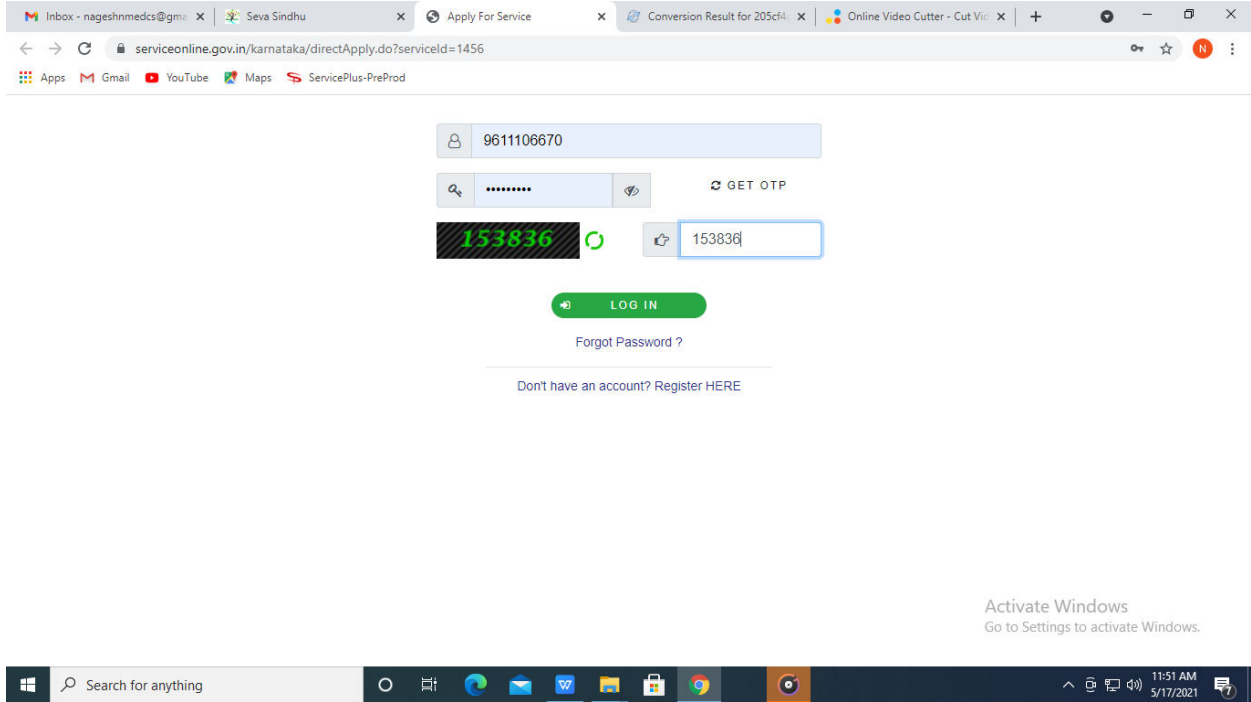 Inbox - nageshnmedcs@gma
Seva Sindhu
Apply For Service
Conversion Result for 205cf4
Online Video Cutter - Cut Vid
serviceonline.gov.in/karnataka/directApply.do?serviceId=1456
N
Apps
Gmail
YouTube
Maps
ServicePlus-PreProd
9611106670
•••••••••
GET OTP
153836
153836
LOG IN
Forgot Password ?
Don't have an account? Register HERE
Activate Windows
Go to Settings to activate Windows.
Search for anything
W
11:51 AM
5/17/2021
7